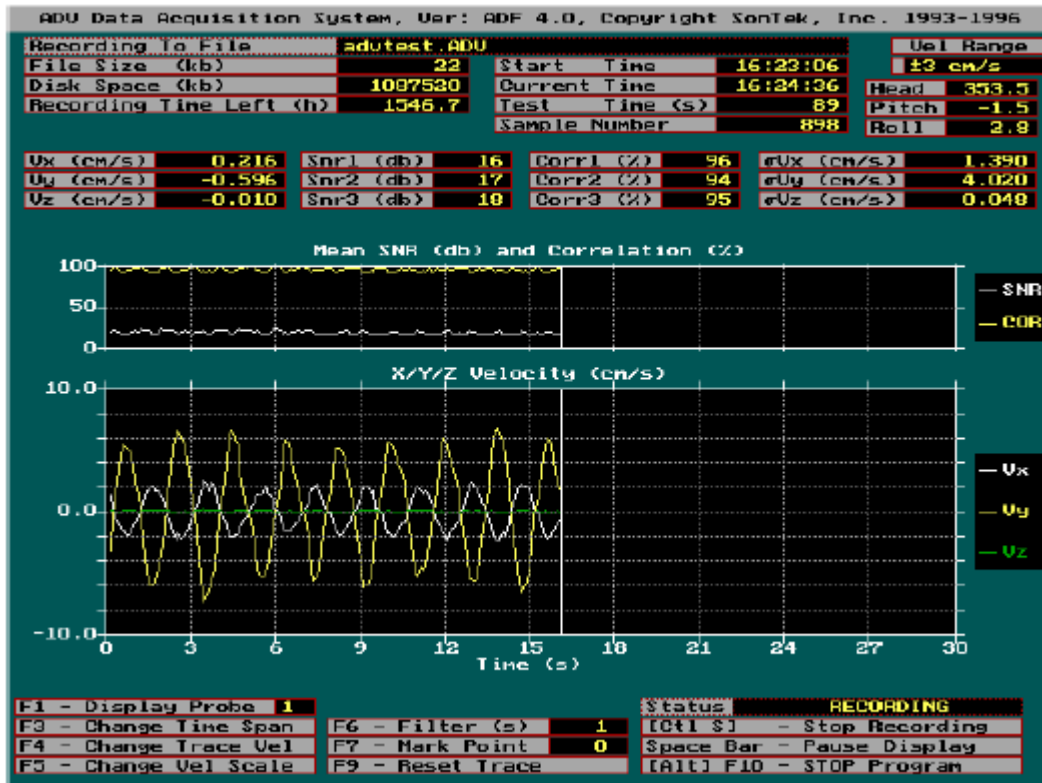 ADV Data Acquisition System, Ver: ADF 4.0, Copyright SonTek, Inc. 1993-1996
Recording To File advtest.ADV Vel Range
File Size (kb) 22 Start Time 16:23:06 ±3 cm/s
Disk Space (kb) 1087520 Current Time 16:24:36 Head 353.5
Recording Time Left (h) 1546.7 Test Time (s) 89 Pitch -1.5
Sample Number 898 Roll 2.8
Vx (cm/s) 0.216 Snr1 (db) 16 Corr1 (%) 96 σVx (cm/s) 1.390
Vy (cm/s) -0.596 Snr2 (db) 17 Corr2 (%) 94 σVy (cm/s) 4.020
Vz (cm/s) -0.010 Snr3 (db) 18 Corr3 (%) 95 σVz (cm/s) 0.048
Mean SNR (db) and Correlation (%)
100
50
0
SNR
COR
X/Y/Z Velocity (cm/s)
10.0
0.0
-10.0
Vx
Vy
Vz
0 3 6 9 12 15 18 21 24 27 30
Time (s)
F1 - Display Probe 1 Status RECORDING
F3 - Change Time Span F6 - Filter (s) 1 [Ctl S] - Stop Recording
F4 - Change Trace Vel F7 - Mark Point 0 Space Bar - Pause Display
F5 - Change Vel Scale F9 - Reset Trace [Alt] F10 - STOP Program